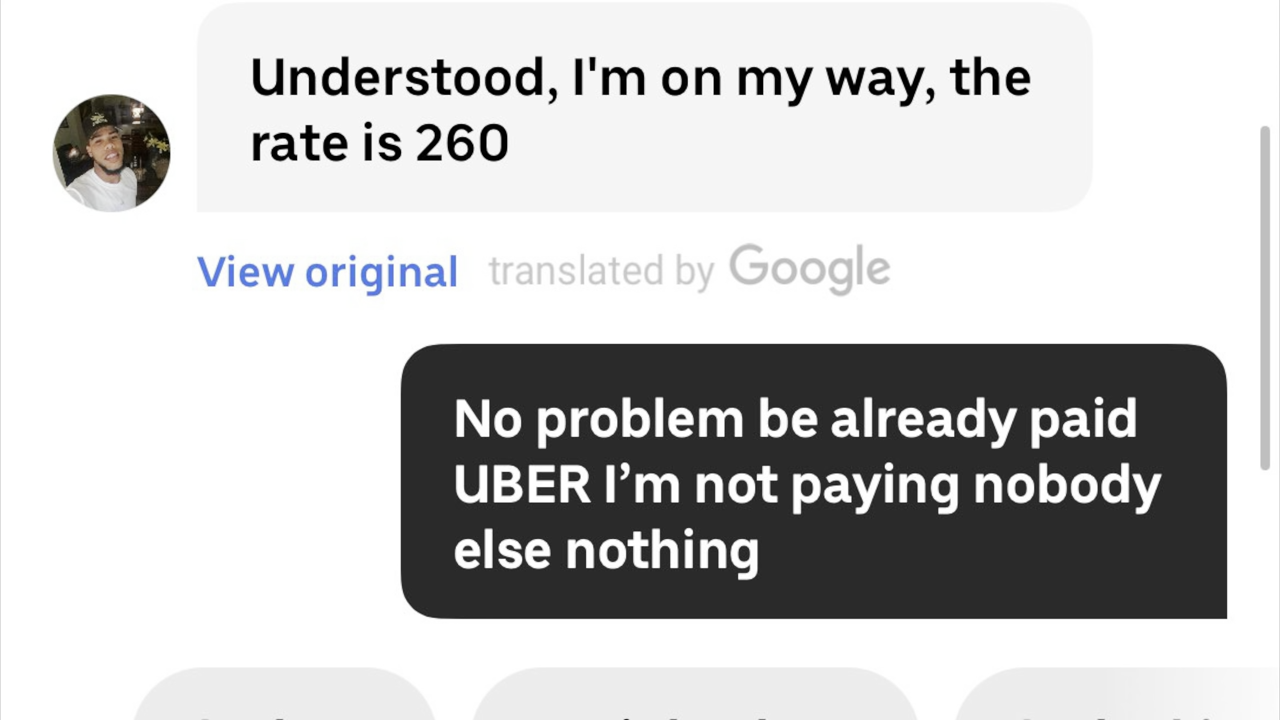 Understood, I'm on my way, the
rate is 260
View original translated by Google
No problem be already paid
UBER I’m not paying nobody
else nothing